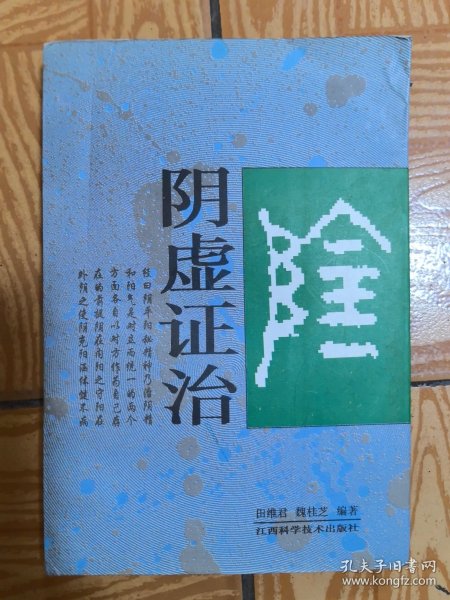 阴虚证治
陰
经曰阴平阳秘精神乃治阴精
和阳气是对立而统一的两个
方面各自以对方作为自己存
在的前提阴在内阳之守阳在
外阴之使阴充阳活体健不病
田维君 魏桂芝 编著
江西科学技术出版社
孔夫子旧书网
www.kongfz.com